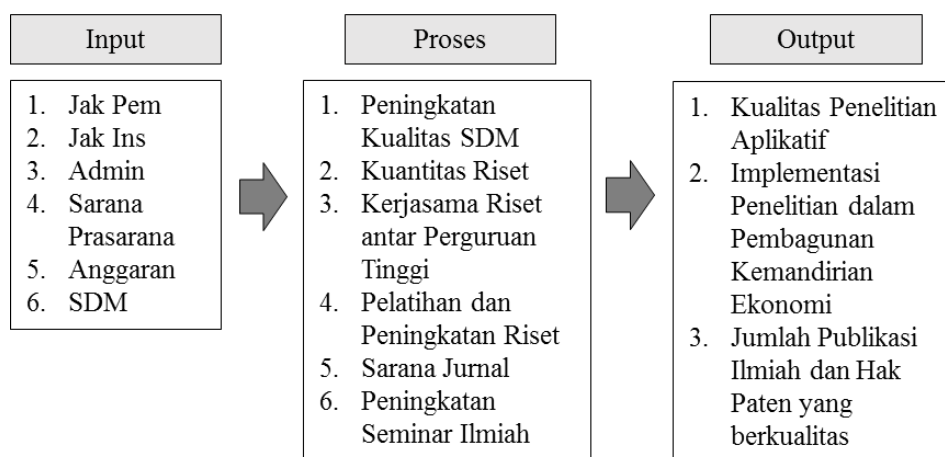 Input
1. Jak Pem
2. Jak Ins
3. Admin
4. Sarana
Prasarana
5. Anggaran
6. SDM
Proses
1. Peningkatan
Kualitas SDM
2. Kuantitas Riset
3. Kerjasama Riset
antar Perguruan
Tinggi
4. Pelatihan dan
Peningkatan Riset
5. Sarana Jurnal
6. Peningkatan
Seminar Ilmiah
Output
1. Kualitas Penelitian
Aplikatif
2. Implementasi
Penelitian dalam
Pembagunan
Kemandirian
Ekonomi
3. Jumlah Publikasi
Ilmiah dan Hak
Paten yang
berkualitas